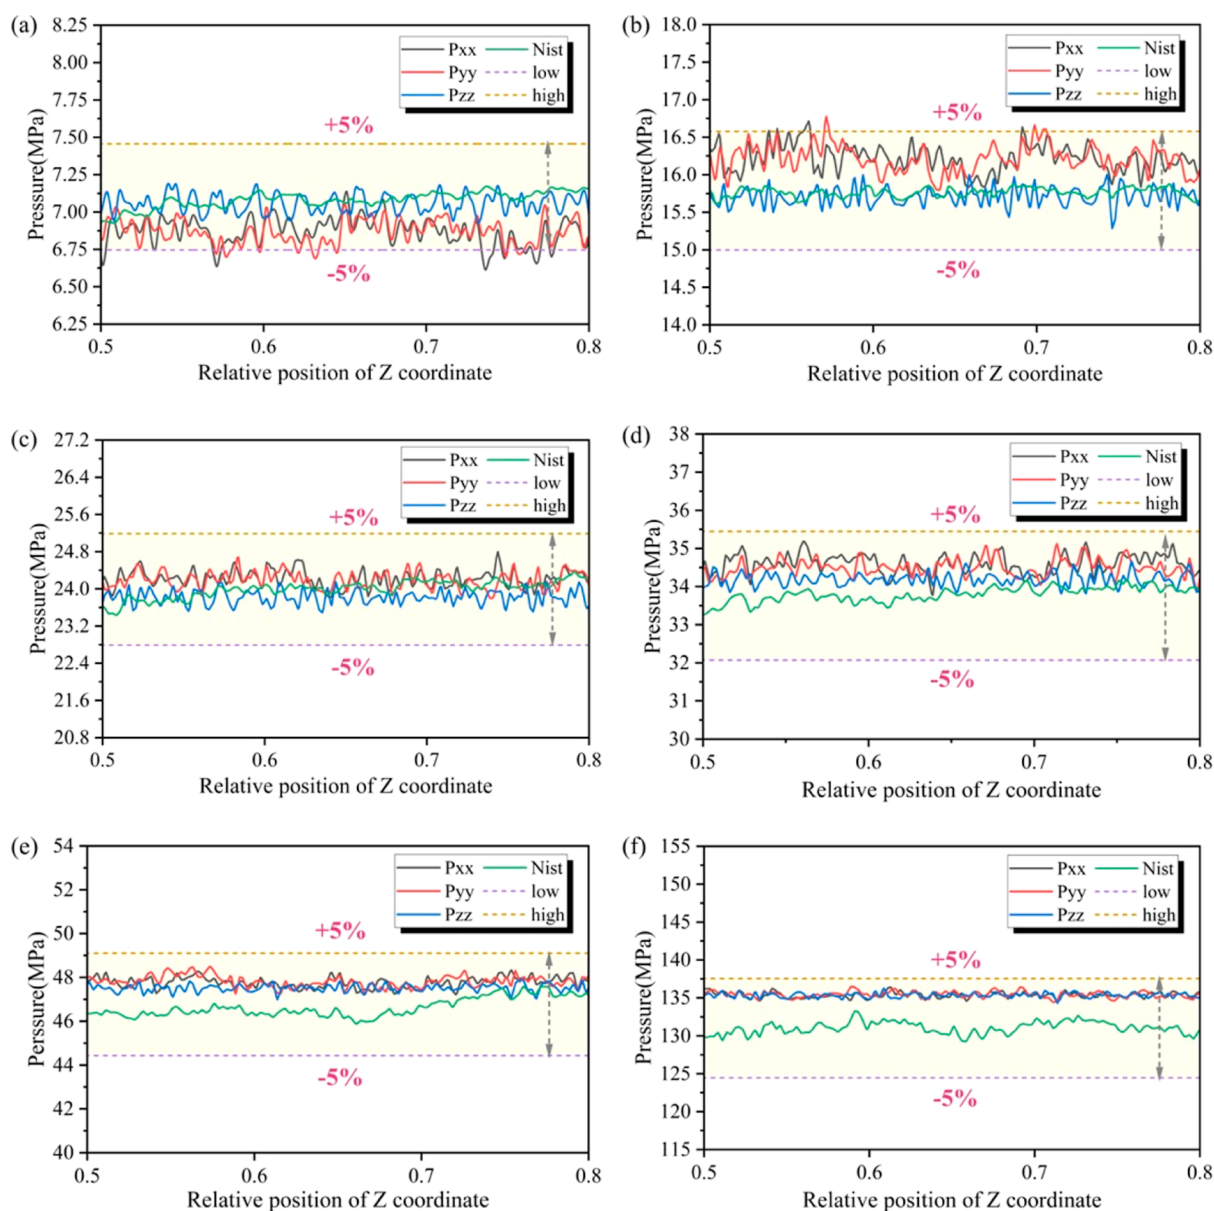 (a)
8.25
8.00
7.75
7.50
7.25
7.00
6.75
6.50
6.25
Pressure(MPa)
Pxx
Nist
Pyy
low
Pzz
high
+5%
-5%
0.5
0.6
0.7
0.8
Relative position of Z coordinate
(b)
18.0
17.5
17.0
16.5
16.0
15.5
15.0
14.5
14.0
Pressure(MPa)
Pxx
Nist
Pyy
low
Pzz
high
+5%
-5%
0.5
0.6
0.7
0.8
Relative position of Z coordinate
(c)
27.2
26.4
25.6
24.8
24.0
23.2
22.4
21.6
20.8
Pressure(MPa)
Pxx
Nist
Pyy
low
Pzz
high
+5%
-5%
0.5
0.6
0.7
0.8
Relative position of Z coordinate
(d)
38
37
36
35
34
33
32
31
30
Pressure(MPa)
Pxx
Nist
Pyy
low
Pzz
high
+5%
-5%
0.5
0.6
0.7
0.8
Relative position of Z coordinate
(e)
54
52
50
48
46
44
42
40
Perssure(MPa)
Pxx
Nist
Pyy
low
Pzz
high
+5%
-5%
0.5
0.6
0.7
0.8
Relative position of Z coordinate
(f)
155
150
145
140
135
130
125
120
115
Pressure(MPa)
Pxx
Nist
Pyy
low
Pzz
high
+5%
-5%
0.5
0.6
0.7
0.8
Relative position of Z coordinate